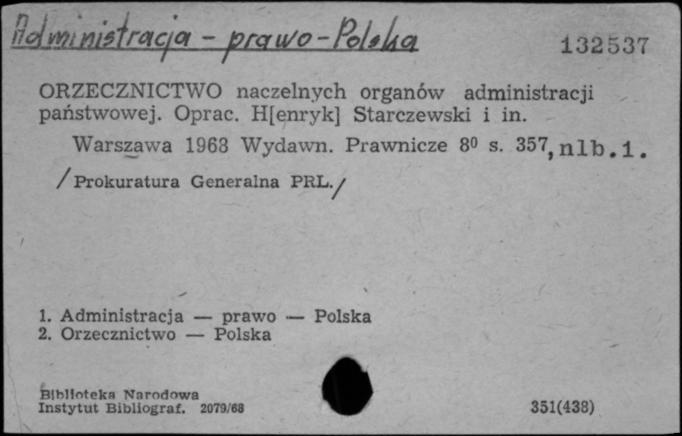 Administracja - prawo - Polska
132537
ORZECZNICTWO naczelnych organów administracji
państwowej. Oprac. H[enryk] Starczewski i in.
Warszawa 1968 Wydawn. Prawnicze 8⁰ s. 357, nlb. 1.
/Prokuratura Generalna PRL./
1. Administracja — prawo — Polska
2. Orzecznictwo — Polska
Biblioteka Narodowa
Instytut Bibliograf. 2079/68
351(438)